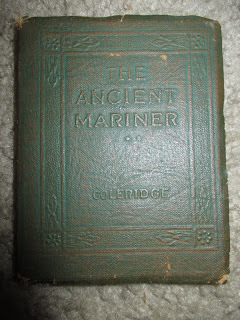 THE
ANCIENT
MARINER
COLERIDGE